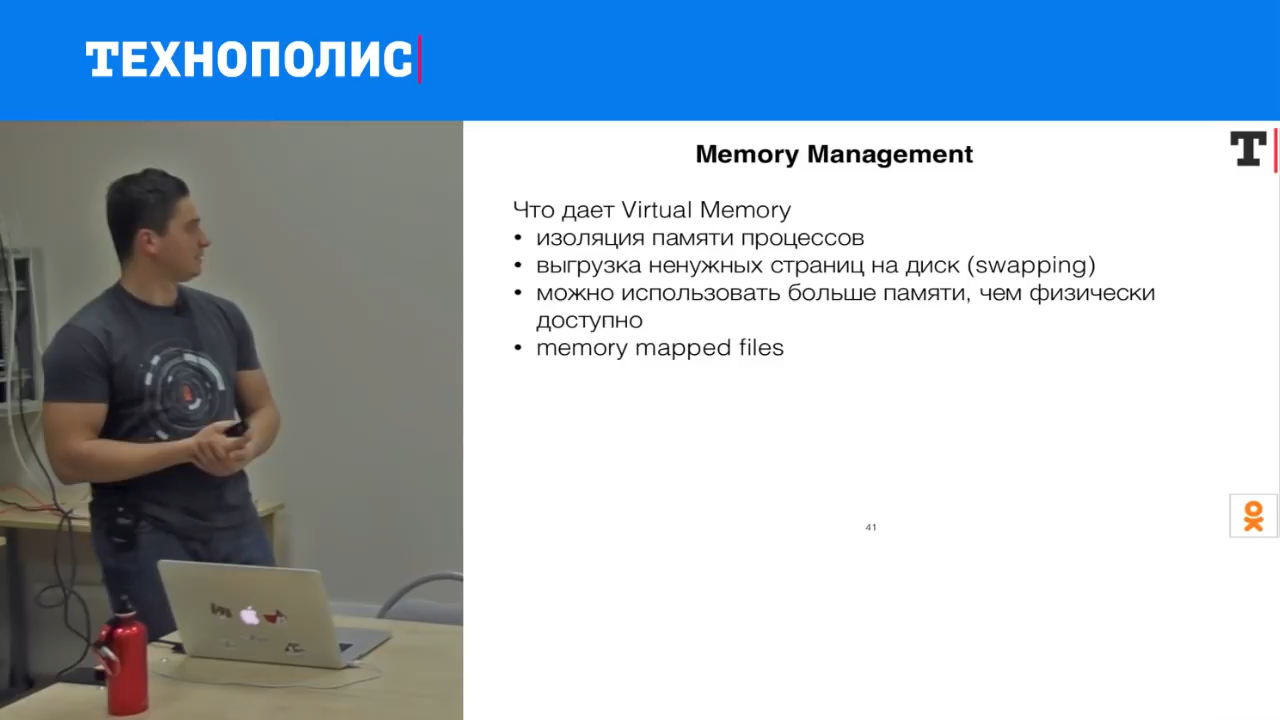 ТЕХНОПОЛИС
Memory Management
Т
Что дает Virtual Memory
• изоляция памяти процессов
• выгрузка ненужных страниц на диск (swapping)
• можно использовать больше памяти, чем физически
доступно
• memory mapped files
41